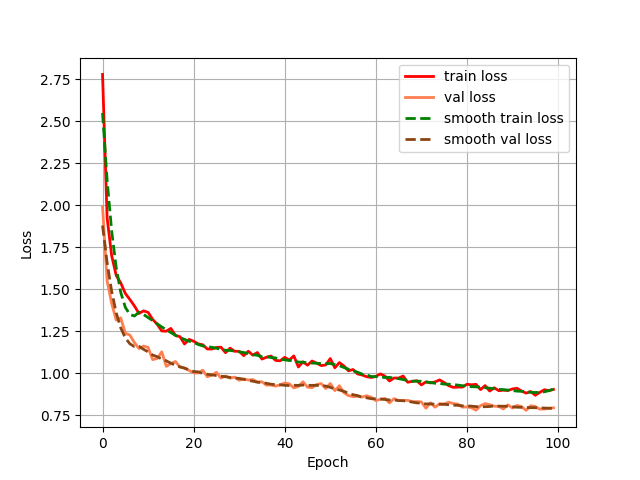 train loss
val loss
smooth train loss
smooth val loss
2.75
2.50
2.25
2.00
1.75
1.50
1.25
1.00
0.75
Loss
0 20 40 60 80 100
Epoch